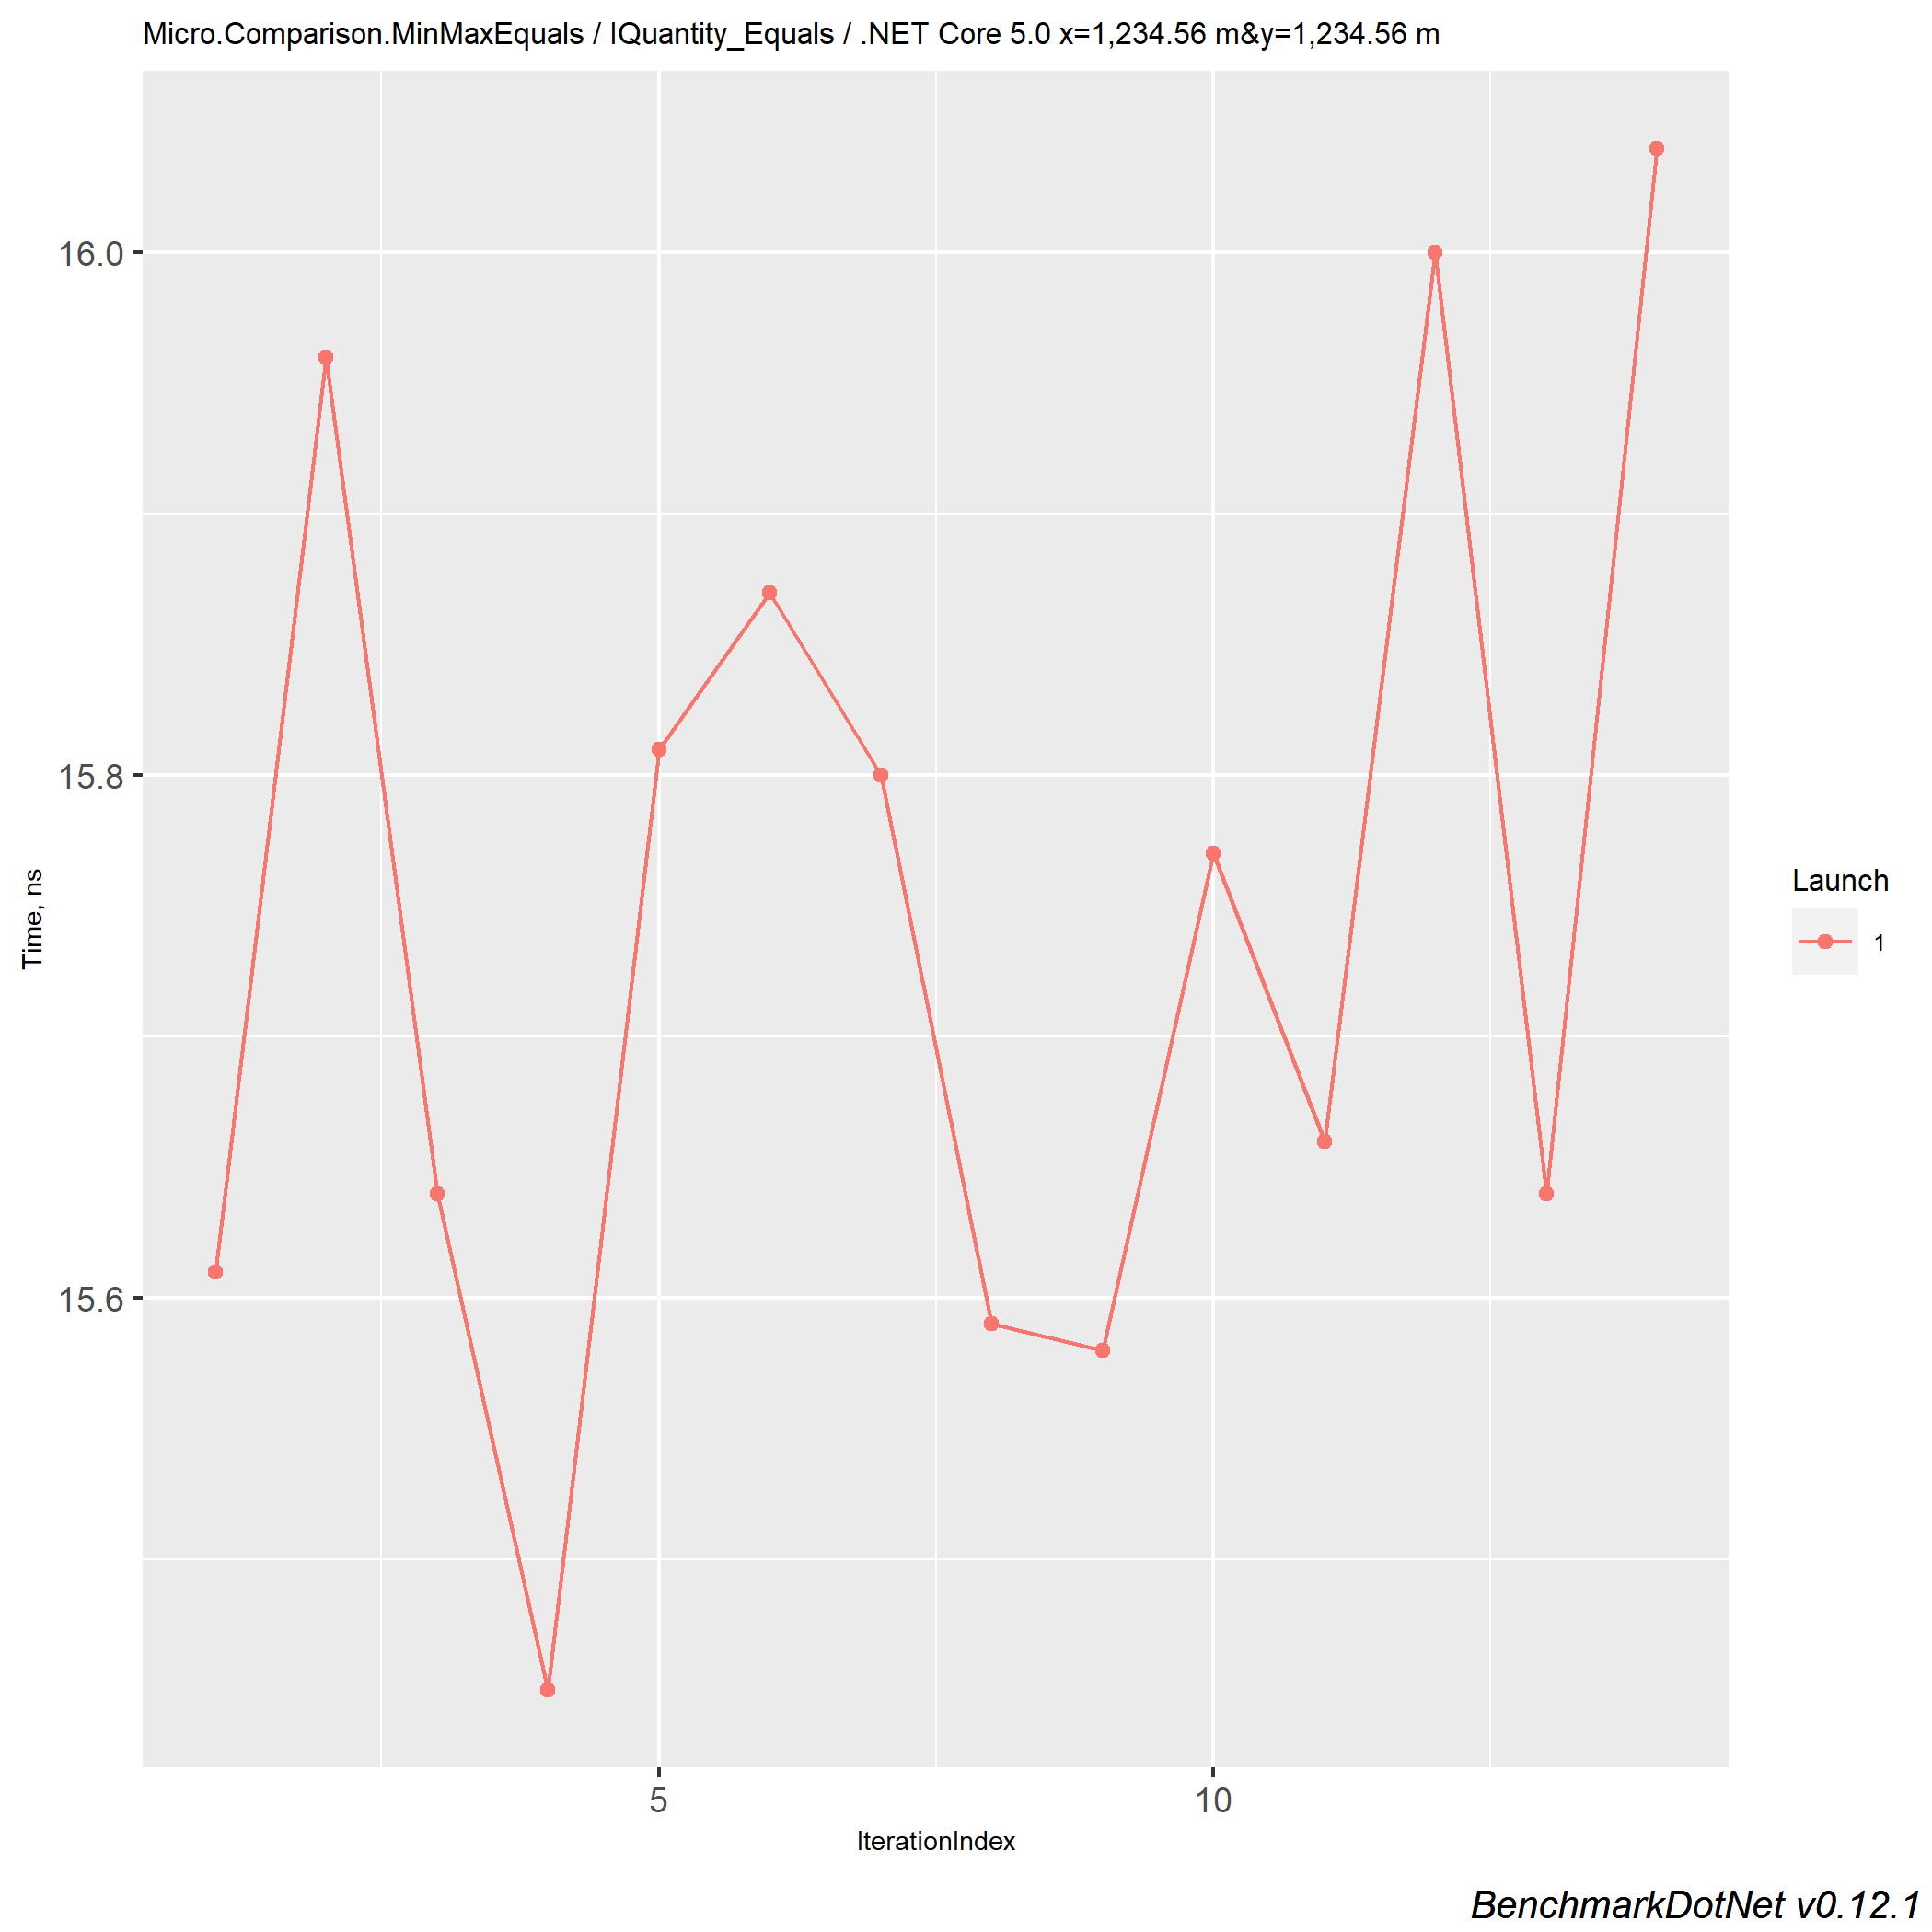 Micro.Comparison.MinMaxEquals / IQuantity_Equals / .NET Core 5.0 x=1,234.56 m&y=1,234.56 m
16.0
15.8
15.6
Time, ns
Launch
1
5
10
IterationIndex
BenchmarkDotNet v0.12.1